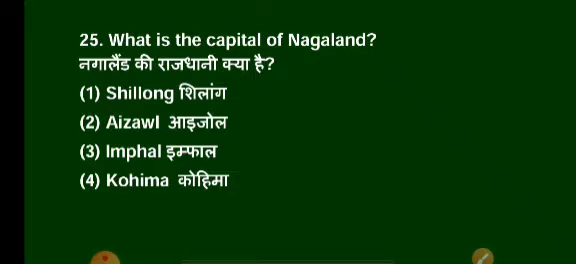 25. What is the capital of Nagaland?
नगालैंड की राजधानी क्या है?
(1) Shillong शिलांग
(2) Aizawl आइजोल
(3) Imphal इम्फाल
(4) Kohima कोहिमा